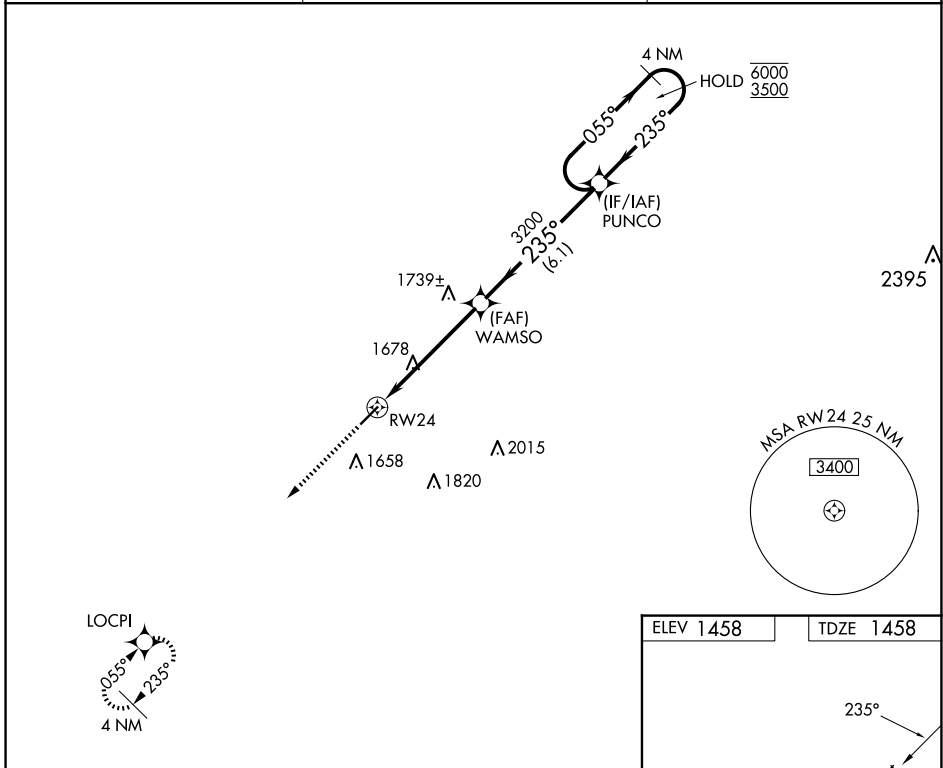 4 NM
HOLD 6000
3500
055°
235°
(IF/IAF)
PUNCO
3200
235°
(6.1)
2395
1739±
(FAF)
WAMSO
1678
RW24
MSA RW24 25 NM
3400
2015
1658
1820
LOCPI
055°
235°
4 NM
ELEV 1458
TDZE 1458
235°